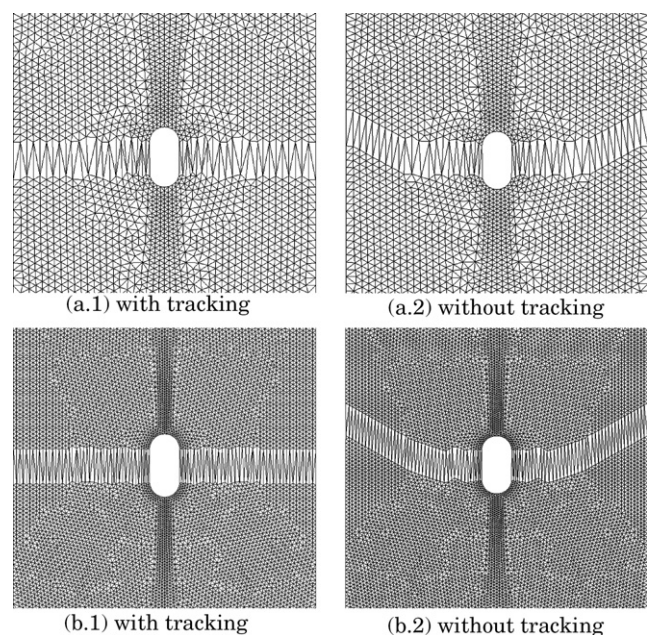 (a.1) with tracking
(a.2) without tracking
(b.1) with tracking
(b.2) without tracking